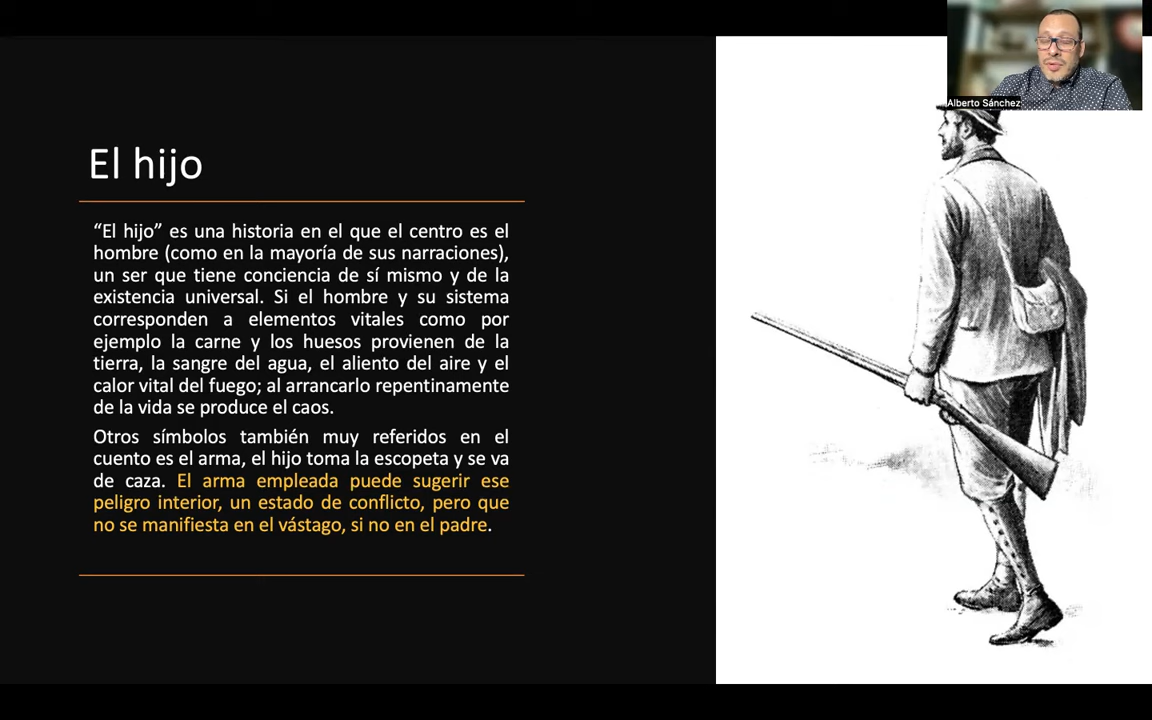 Alberto Sánchez
El hijo
“El hijo” es una historia en el que el centro es el
hombre (como en la mayoría de sus narraciones),
un ser que tiene conciencia de sí mismo y de la
existencia universal. Si el hombre y su sistema
corresponden a elementos vitales como por
ejemplo la carne y los huesos provienen de la
tierra, la sangre del agua, el aliento del aire y el
calor vital del fuego; al arrancarlo repentinamente
de la vida se produce el caos.
Otros símbolos también muy referidos en el
cuento es el arma, el hijo toma la escopeta y se va
de caza. El arma empleada puede sugerir ese
peligro interior, un estado de conflicto, pero que
no se manifiesta en el vástago, si no en el padre.